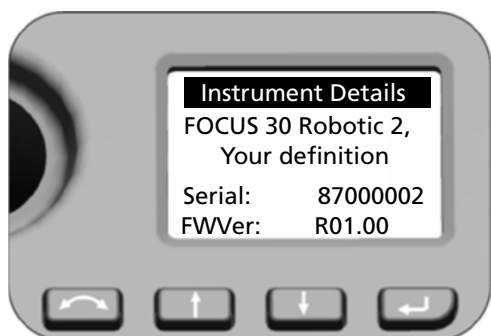 Instrument Details
FOCUS 30 Robotic 2,
Your definition
Serial: 87000002
FWVer: R01.00